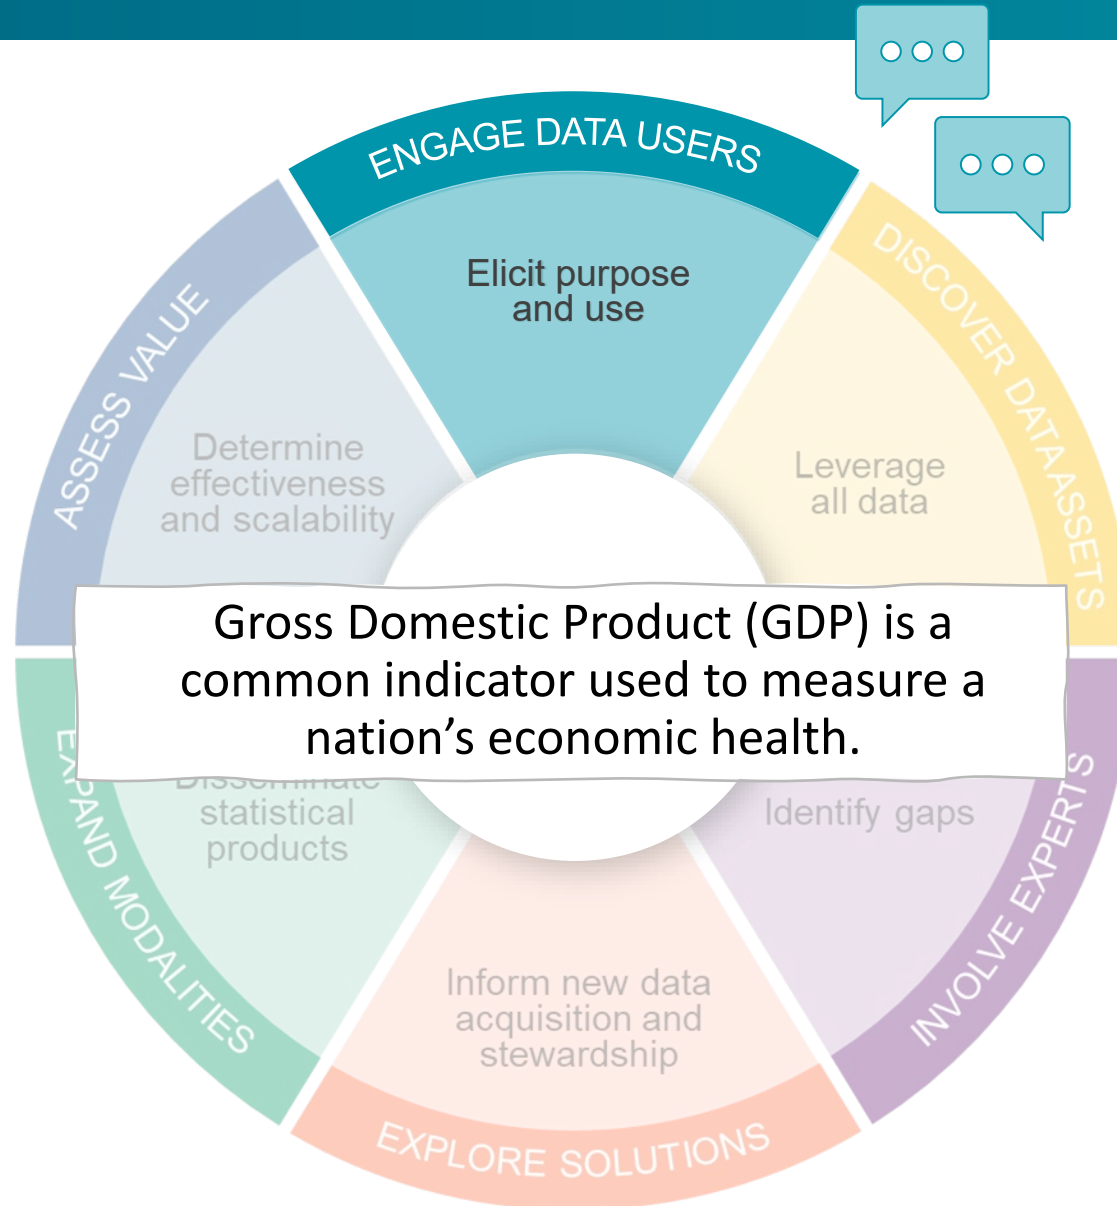 ENGAGE DATA USERS
Elicit purpose
and use
DISCOVER DATA ASSETS
Leverage
all data
ASSESS VALUE
Determine
effectiveness
and scalability
Gross Domestic Product (GDP) is a
common indicator used to measure a
nation’s economic health.
EXPAND MODALITIES
Disseminate
statistical
products
Identify gaps
INVOLVE EXPERTS
Inform new data
acquisition and
stewardship
EXPLORE SOLUTIONS